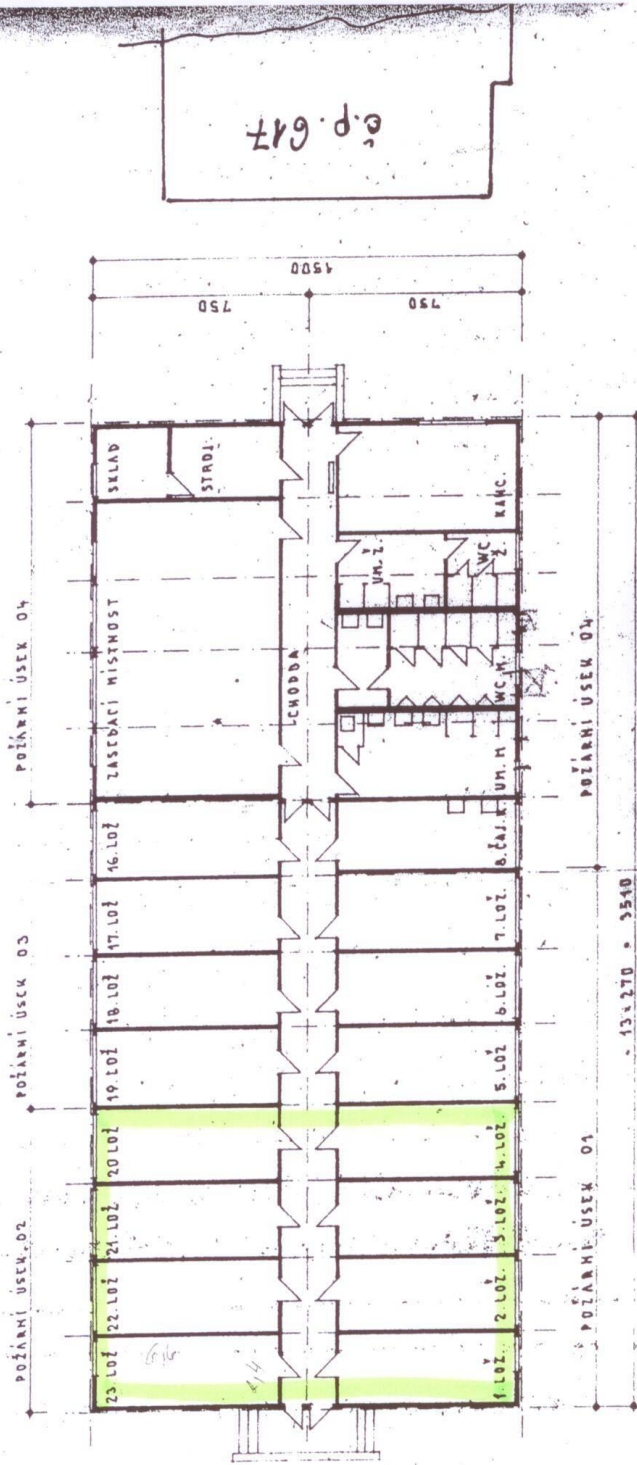 č.p. 617
1500
750
750
POŽÁRNÍ ÚSEK 02
POŽÁRNÍ ÚSEK 03
POŽÁRNÍ ÚSEK 04
23. LOŽ
22. LOŽ
21. LOŽ
20 LOŽ
19. LOŽ
18. LOŽ
17. LOŽ
16. LOŽ
ZASEDACÍ MÍSTNOST
SKLAD
STROJ.
CHODBA
1. LOŽ.
2. LOŽ.
3. LOŽ.
4. LOŽ.
5. LOŽ
6. LOŽ.
7. LOŽ.
8. ČAJ. K.
UM. M
WC M.
UM. Ž.
WC Ž.
KANC.
POŽÁRNÍ ÚSEK 01
POŽÁRNÍ ÚSEK 04
13 x 270 = 3510